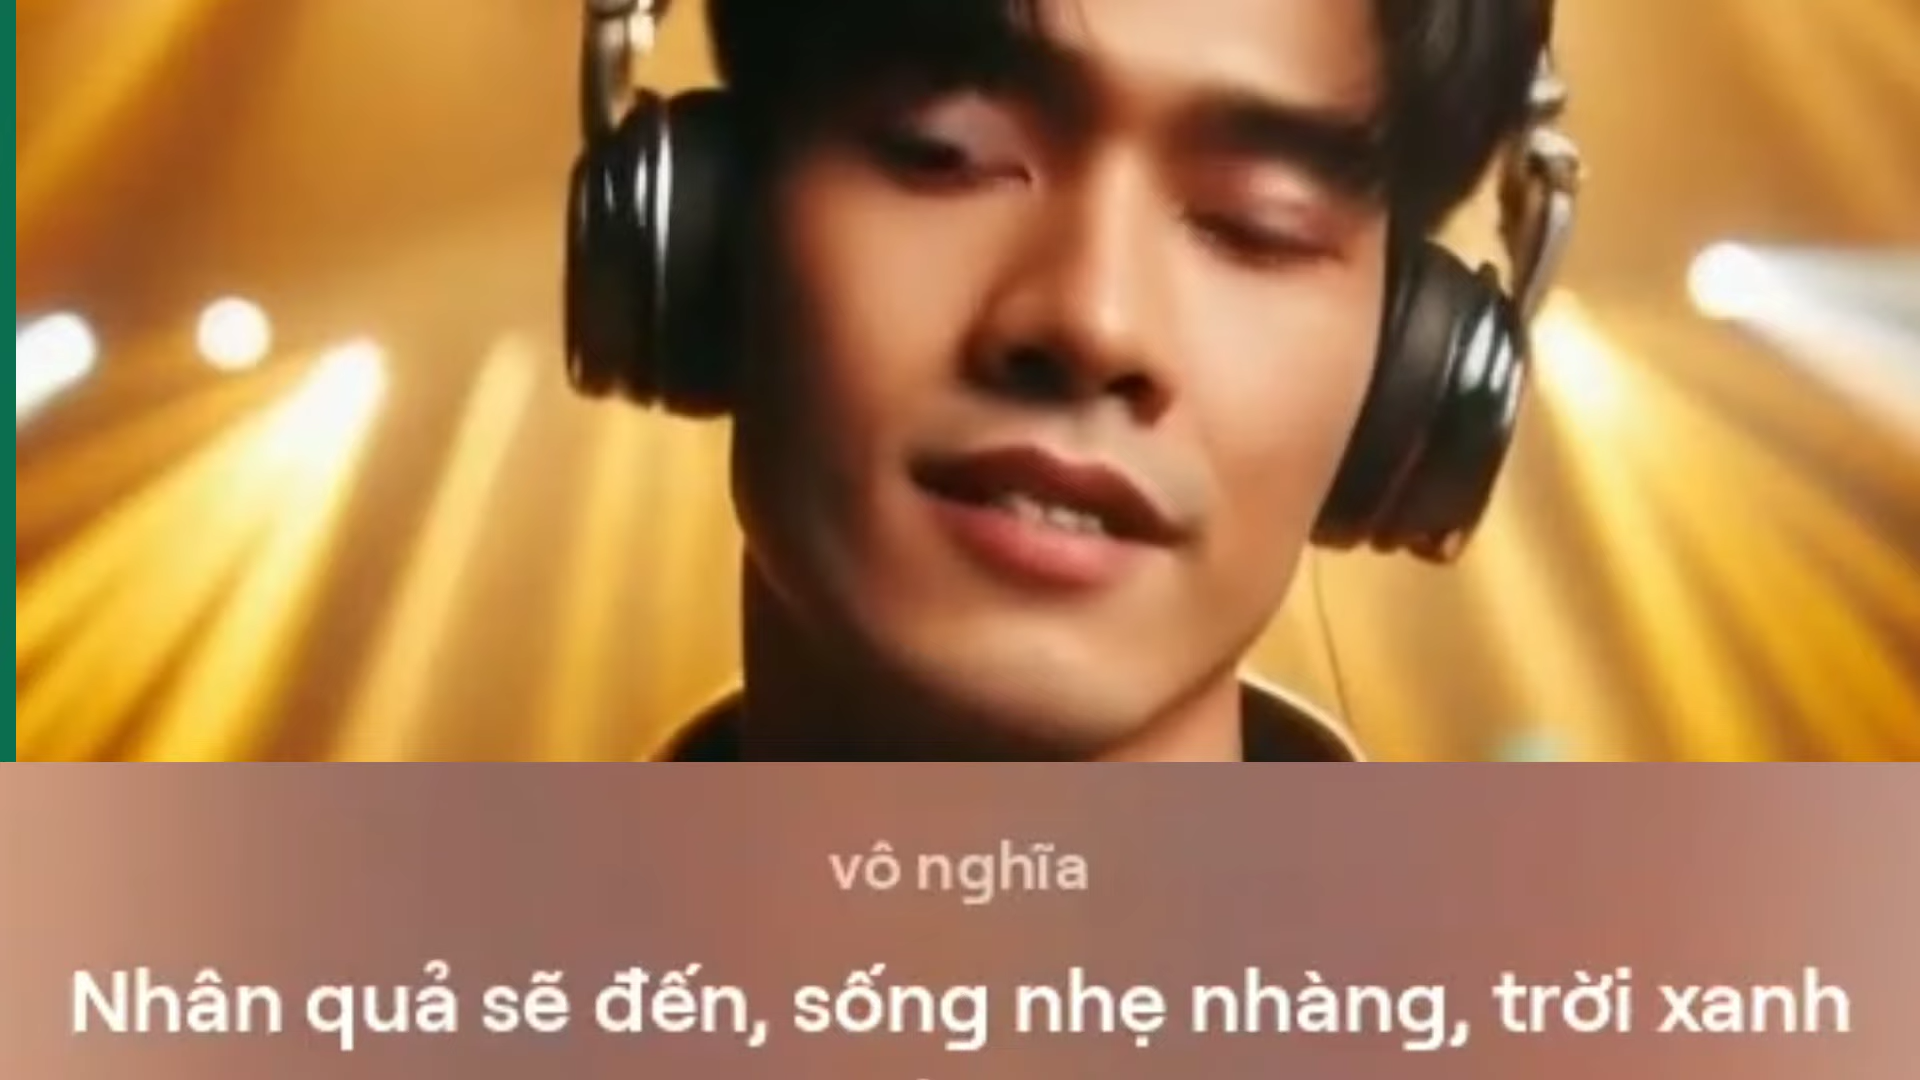 vô nghĩa
Nhân quả sẽ đến, sống nhẹ nhàng, trời xanh